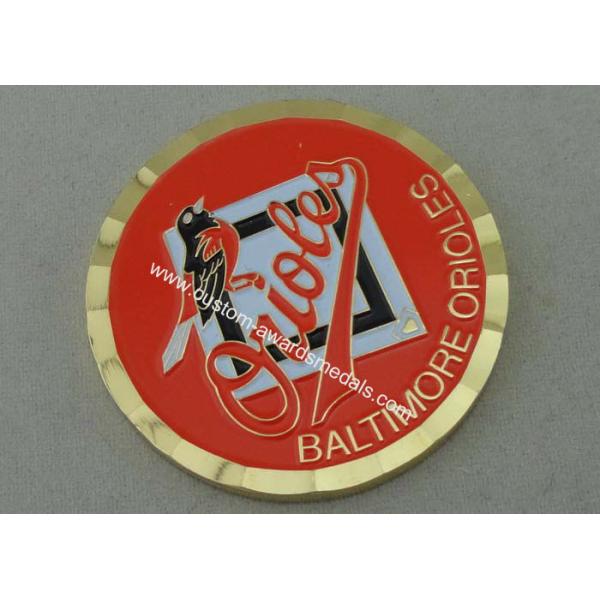 Orioles
BALTIMORE ORIOLES
www.custom-awardsmedals.com